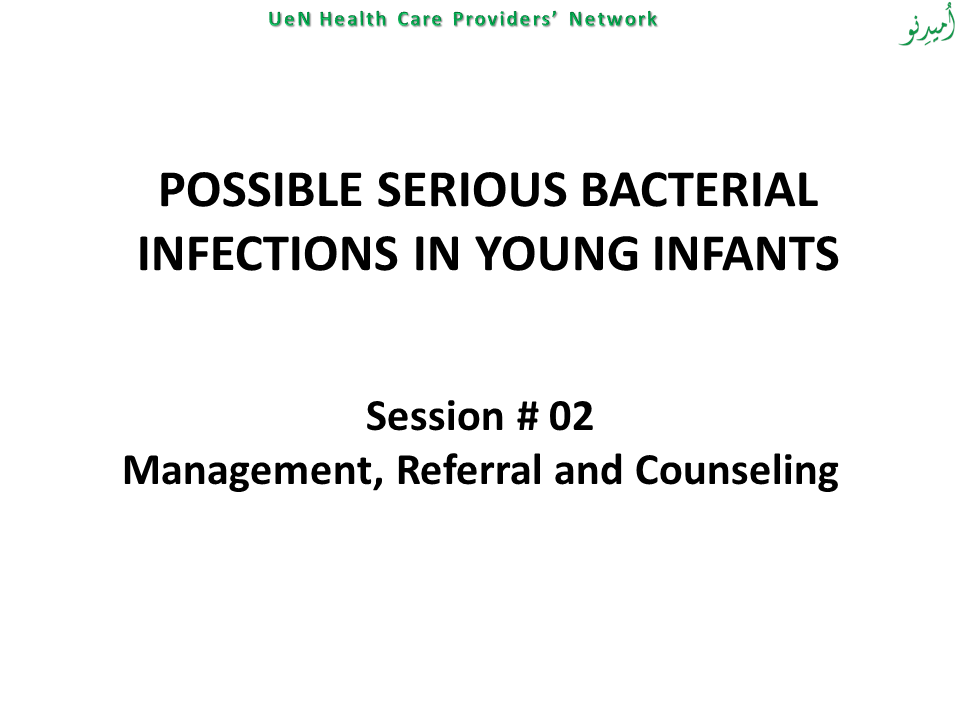 UeN Health Care Providers’ Network
اُمیدِنو
POSSIBLE SERIOUS BACTERIAL
INFECTIONS IN YOUNG INFANTS
Session # 02
Management, Referral and Counseling